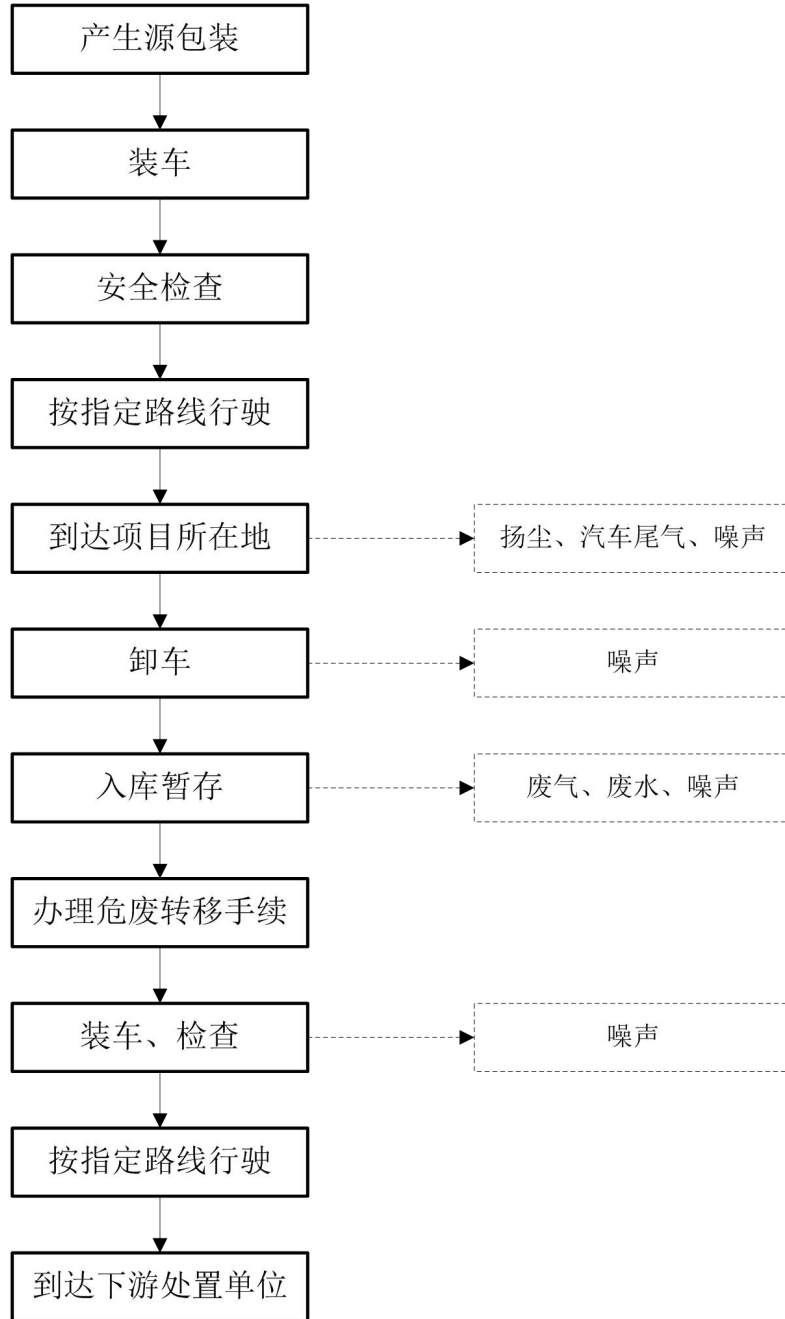 产生源包装
装车
安全检查
按指定路线行驶
到达项目所在地
扬尘、汽车尾气、噪声
卸车
噪声
入库暂存
废气、废水、噪声
办理危废转移手续
装车、检查
噪声
按指定路线行驶
到达下游处置单位